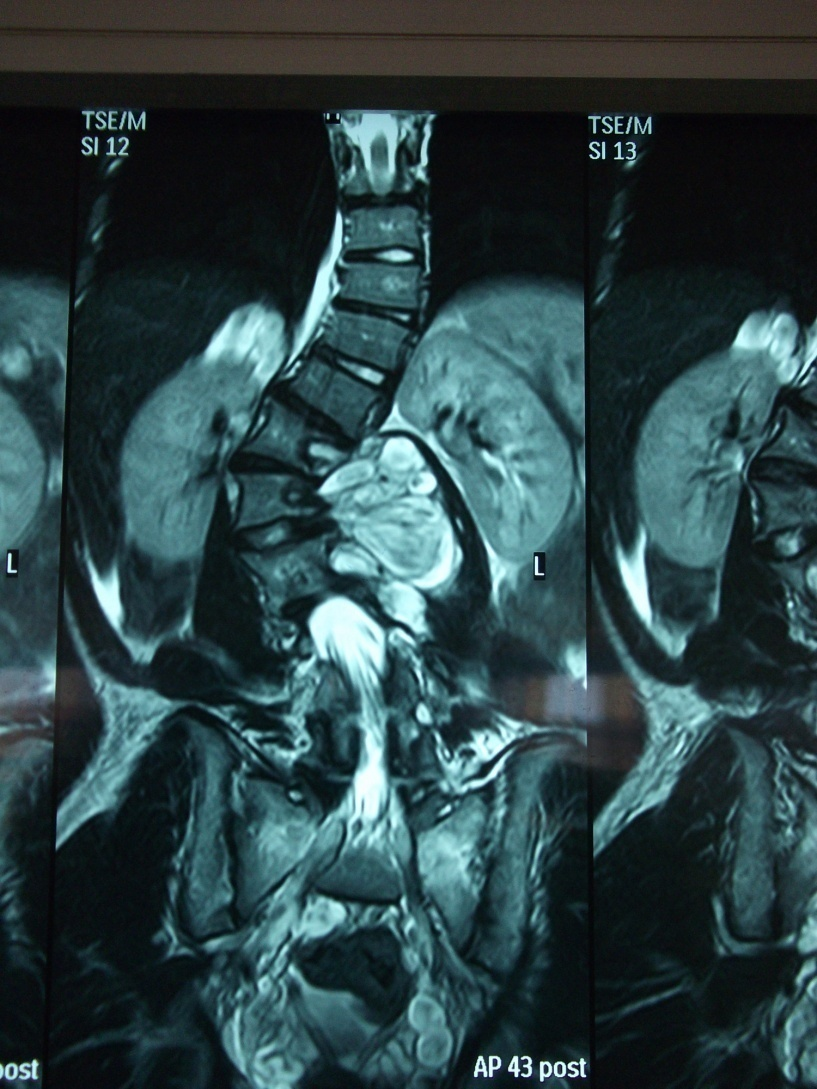 TSE/M
SI 12
TSE/M
SI 13
L
L
post
AP 43 post